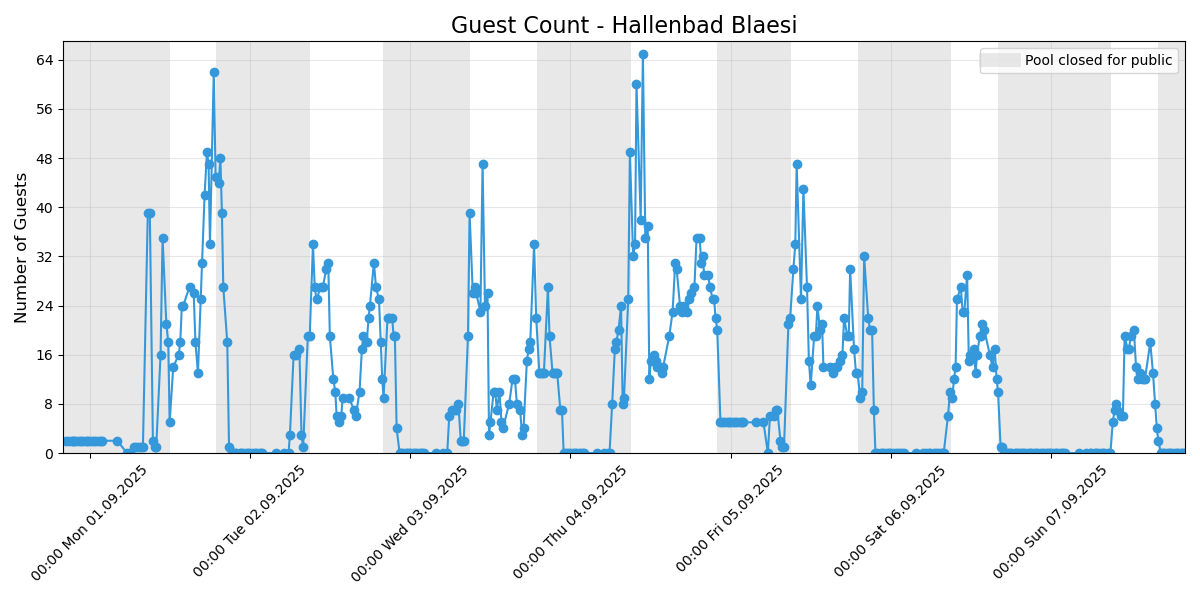 Guest Count - Hallenbad Blaesi
Pool closed for public
Number of Guests
64
56
48
40
32
24
16
8
0
00:00 Mon 01.09.2025
00:00 Tue 02.09.2025
00:00 Wed 03.09.2025
00:00 Thu 04.09.2025
00:00 Fri 05.09.2025
00:00 Sat 06.09.2025
00:00 Sun 07.09.2025